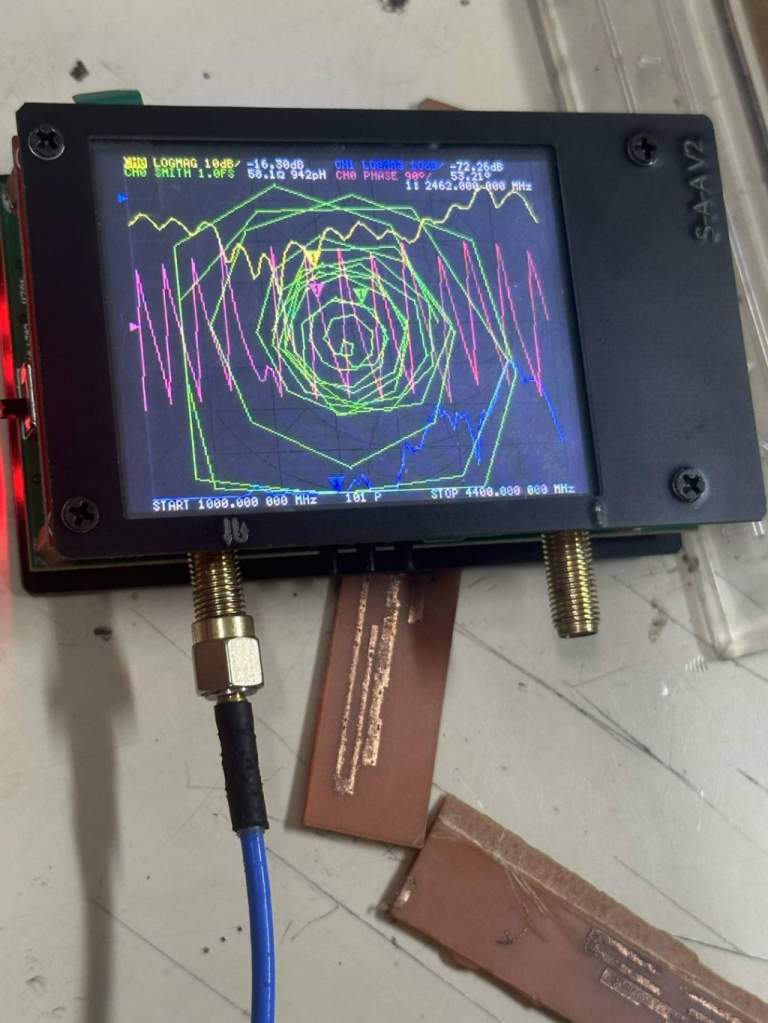 CH0 LOGMAG 10dB/ -16.30dB CH1 LOGMAG 10dB/ -72.26dB
CH0 SMITH 1.0FS 58.1Ω 942pH CH0 PHASE 90°/ 53.21°
1: 2462.000 000 MHz
S-A-A-V2
START 1000.000 000 MHz 101 P STOP 4400.000 000 MHz